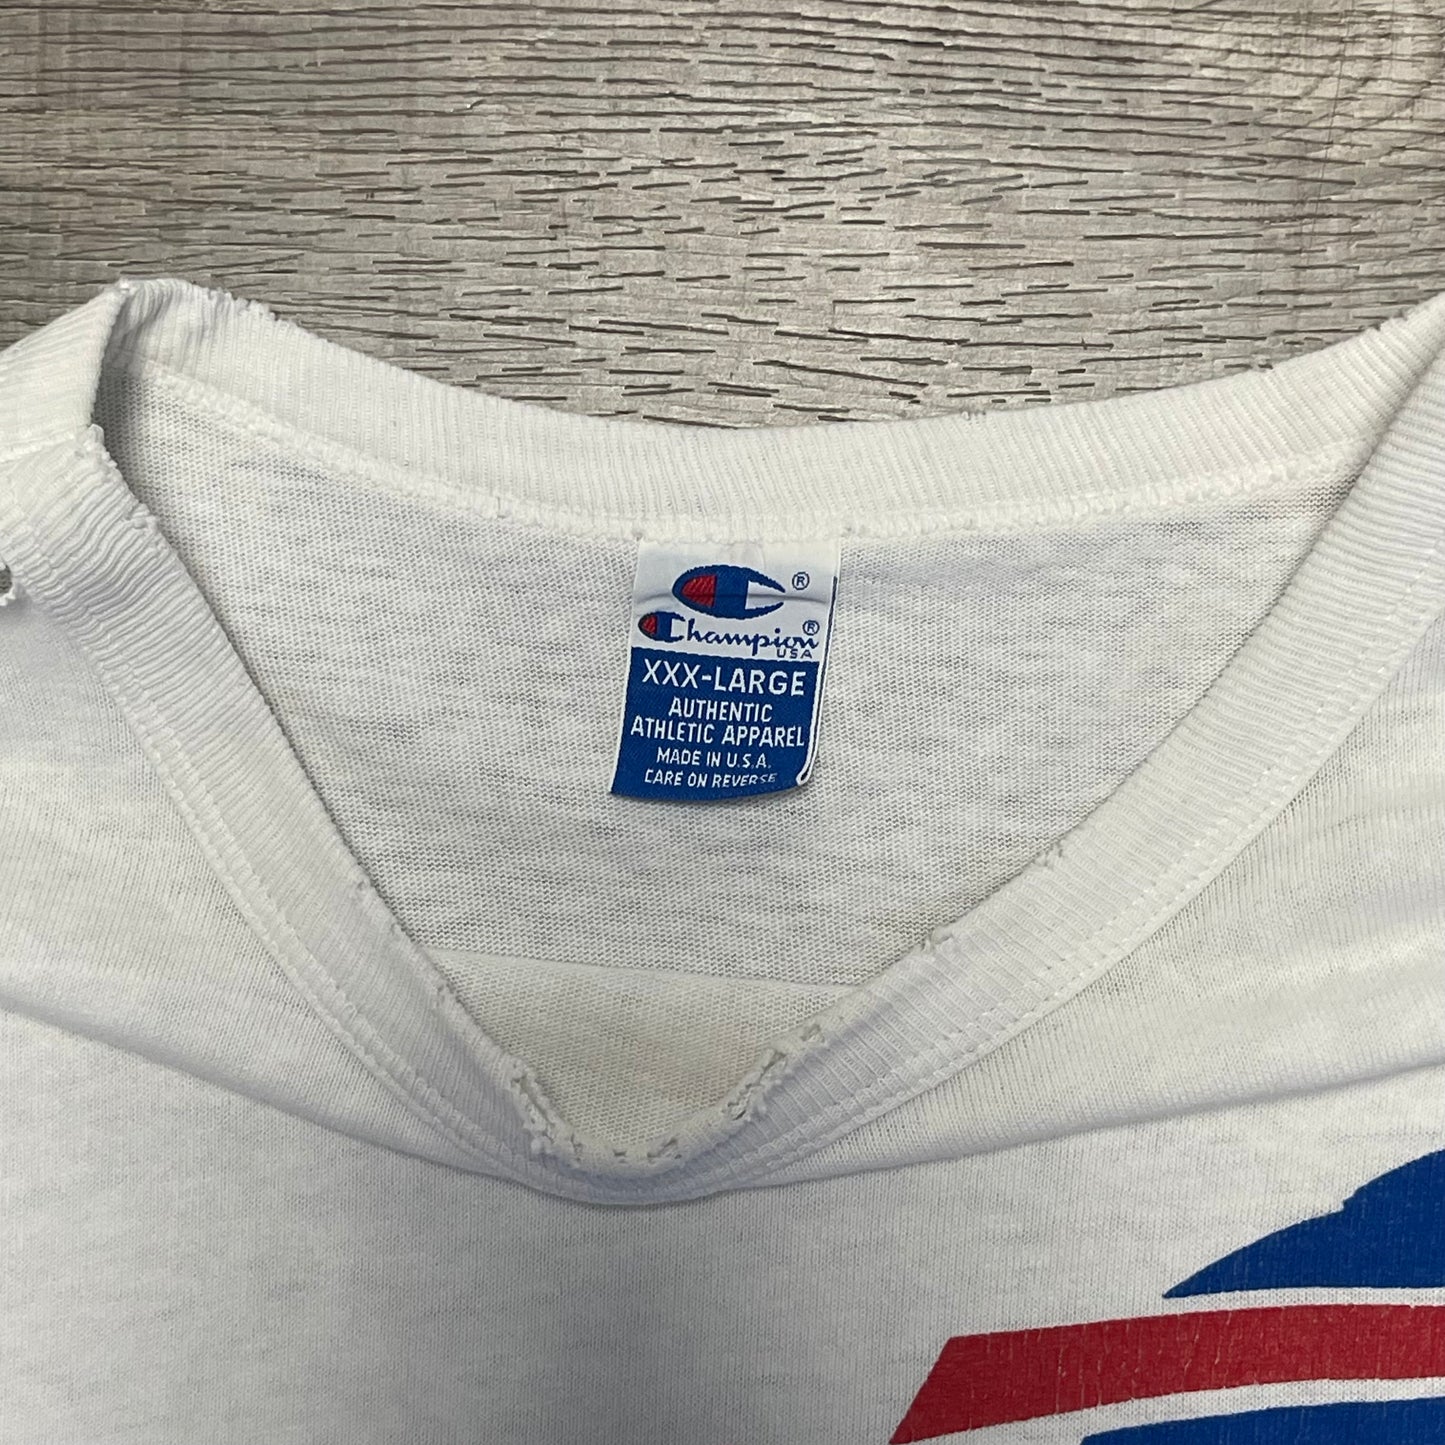 ®
Champion®
USA
XXX-LARGE
AUTHENTIC
ATHLETIC APPAREL
MADE IN U.S.A.
CARE ON REVERSE